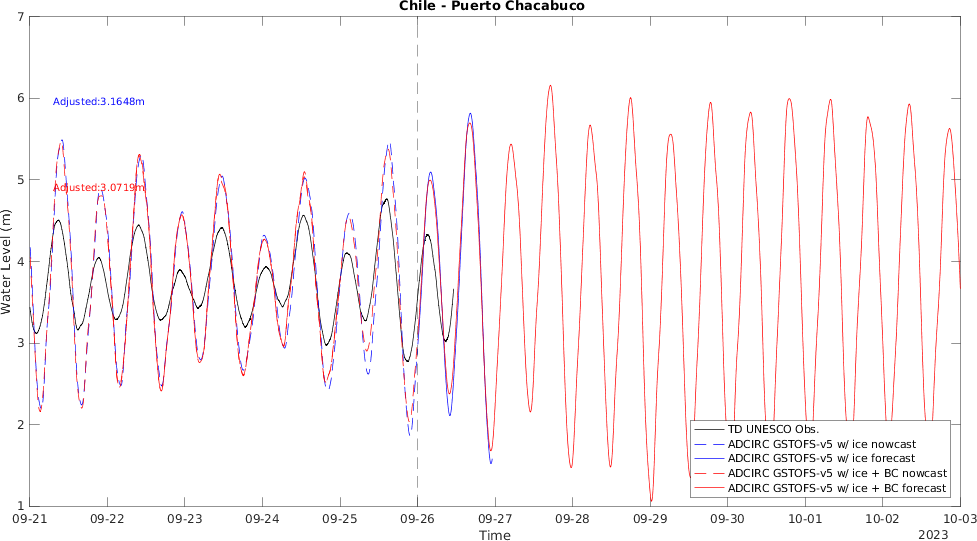 Chile - Puerto Chacabuco
7
6
5
4
3
2
1
Water Level (m)
Adjusted:3.1648m
Adjusted:3.0719m
TD UNESCO Obs.
ADCIRC GSTOFS-v5 w/ ice nowcast
ADCIRC GSTOFS-v5 w/ ice forecast
ADCIRC GSTOFS-v5 w/ ice + BC nowcast
ADCIRC GSTOFS-v5 w/ ice + BC forecast
09-21 09-22 09-23 09-24 09-25 09-26 09-27 09-28 09-29 09-30 10-01 10-02 10-03
Time
2023